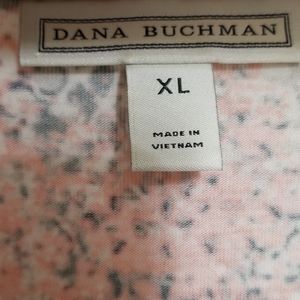 DANA BUCHMAN
XL
MADE IN
VIETNAM